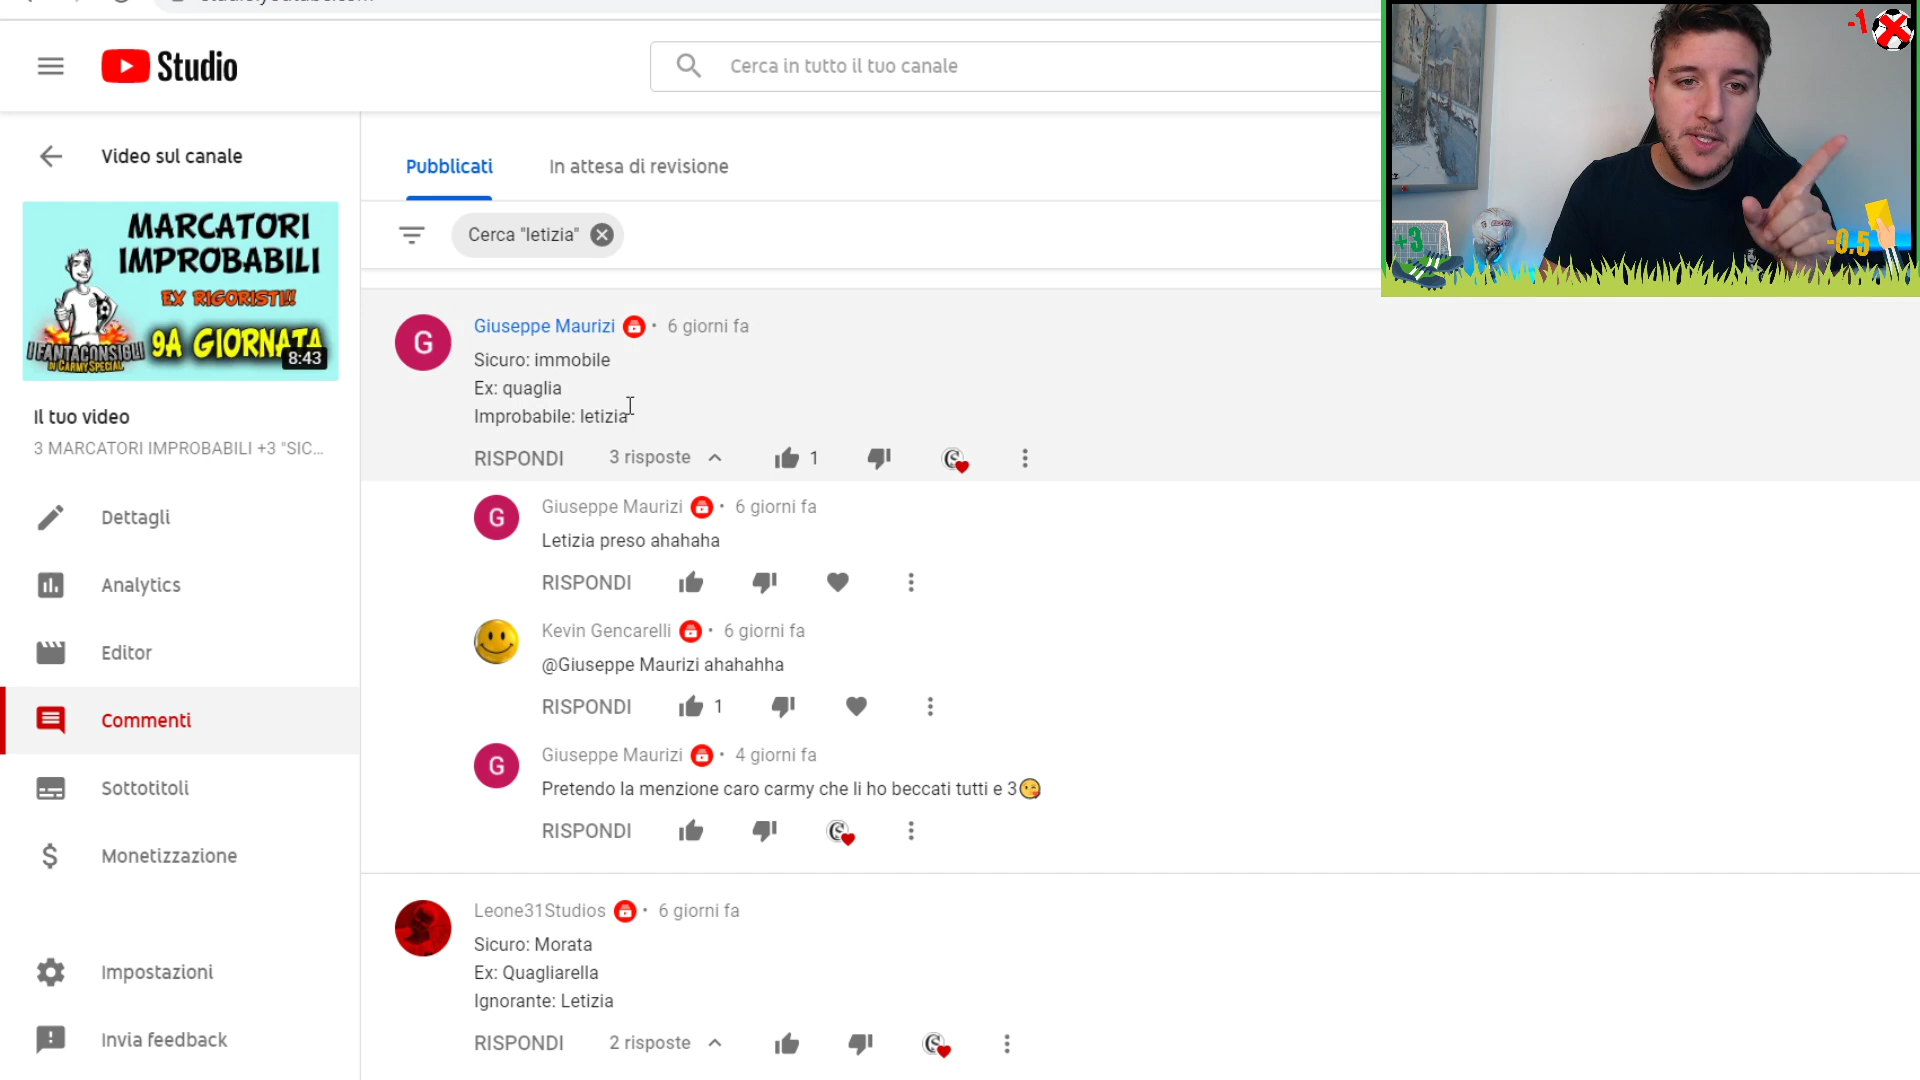 Studio
Cerca in tutto il tuo canale
-1
+3
-0.5
Video sul canale
Pubblicati
In attesa di revisione
Cerca "letizia"
MARCATORI
IMPROBABILI
EX RIGORISTI!!
9A GIORNATA
I FANTACONSIGLI
DI CARMYSPECIAL
8:43
Il tuo video
3 MARCATORI IMPROBABILI +3 "SIC...
Dettagli
Analytics
Editor
Commenti
Sottotitoli
Monetizzazione
Impostazioni
Invia feedback
G
Giuseppe Maurizi • 6 giorni fa
Sicuro: immobile
Ex: quaglia
Improbabile: letizia
RISPONDI 3 risposte 1
G
Giuseppe Maurizi • 6 giorni fa
Letizia preso ahahaha
RISPONDI
Kevin Gencarelli • 6 giorni fa
@Giuseppe Maurizi ahahahha
RISPONDI 1
G
Giuseppe Maurizi • 4 giorni fa
Pretendo la menzione caro carmy che li ho beccati tutti e 3😘
RISPONDI
Leone31Studios • 6 giorni fa
Sicuro: Morata
Ex: Quagliarella
Ignorante: Letizia
RISPONDI 2 risposte